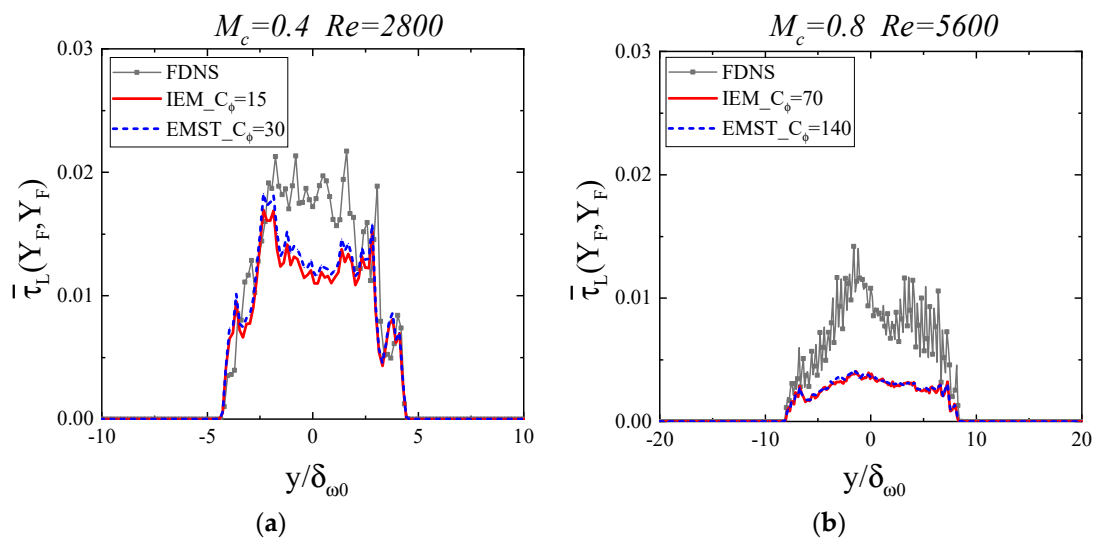 M_c=0.4 Re=2800
0.03
0.02
0.01
0.00
τ̄_L(Y_F,Y_F)
FDNS
IEM_C_ϕ=15
EMST_C_ϕ=30
-10 -5 0 5 10
y/δ_ω0
(a)
M_c=0.8 Re=5600
0.03
0.02
0.01
0.00
τ̄_L(Y_F,Y_F)
FDNS
IEM_C_ϕ=70
EMST_C_ϕ=140
-20 -10 0 10 20
y/δ_ω0
(b)